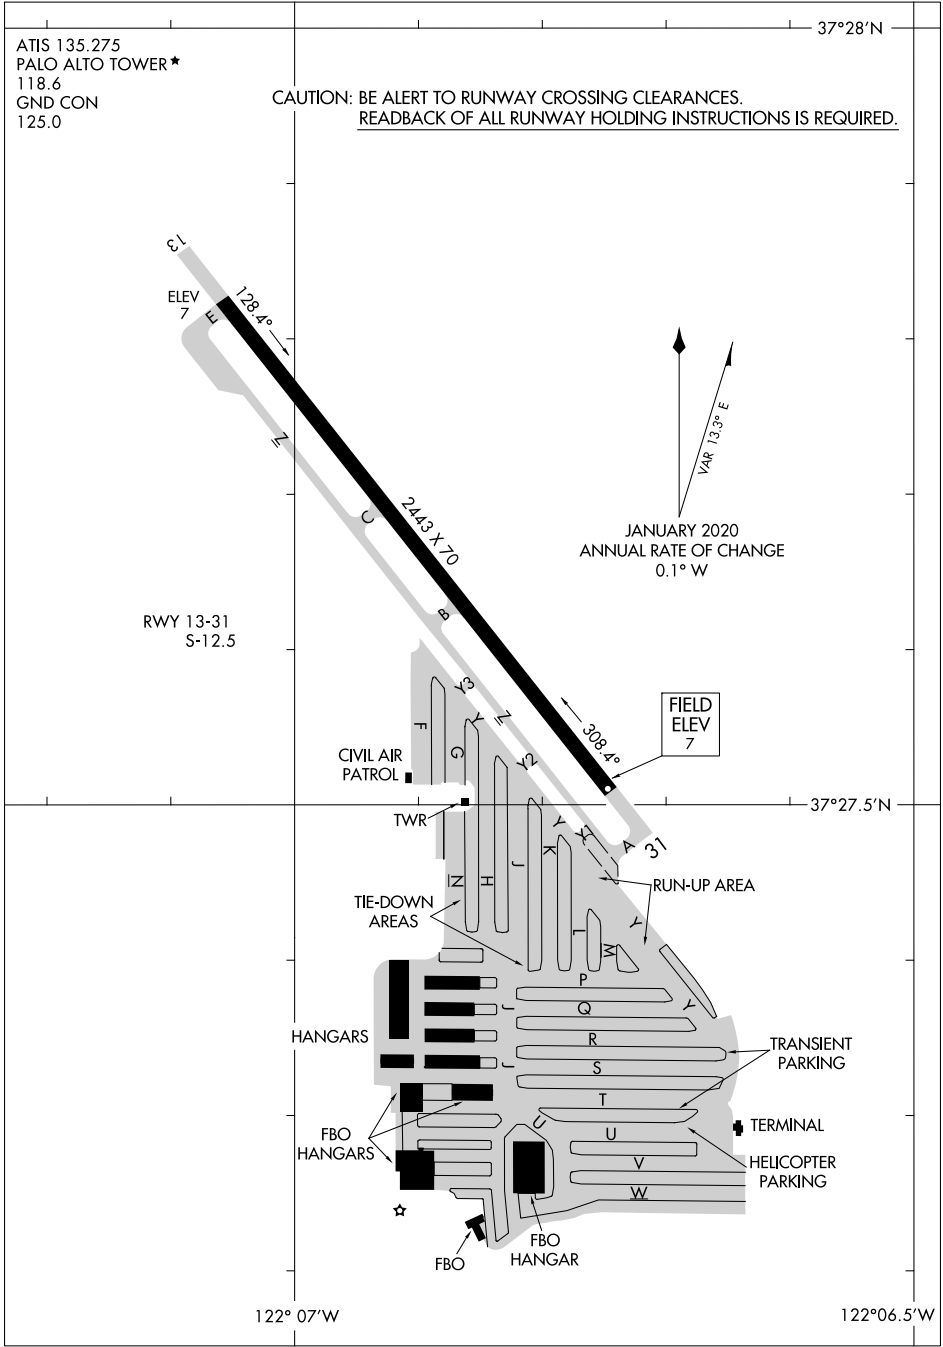 37°28'N
ATIS 135.275
PALO ALTO TOWER★
118.6
GND CON
125.0
CAUTION: BE ALERT TO RUNWAY CROSSING CLEARANCES.
READBACK OF ALL RUNWAY HOLDING INSTRUCTIONS IS REQUIRED.
13
ELEV
7
E
128.4°
Z
C
2443 X 70
VAR 13.3° E
JANUARY 2020
ANNUAL RATE OF CHANGE
0.1° W
RWY 13-31
S-12.5
B
Y3
Y
Z
F
G
Y2
308.4°
FIELD
ELEV
7
CIVIL AIR
PATROL
TWR
37°27.5'N
Y
Y1
A
31
K
J
H
N
RUN-UP AREA
TIE-DOWN
AREAS
L
M
Y
P
Q
Y
J
R
HANGARS
TRANSIENT
PARKING
J
S
T
U
TERMINAL
FBO
HANGARS
U
V
HELICOPTER
PARKING
W
FBO
FBO
HANGAR
122° 07'W
122°06.5'W